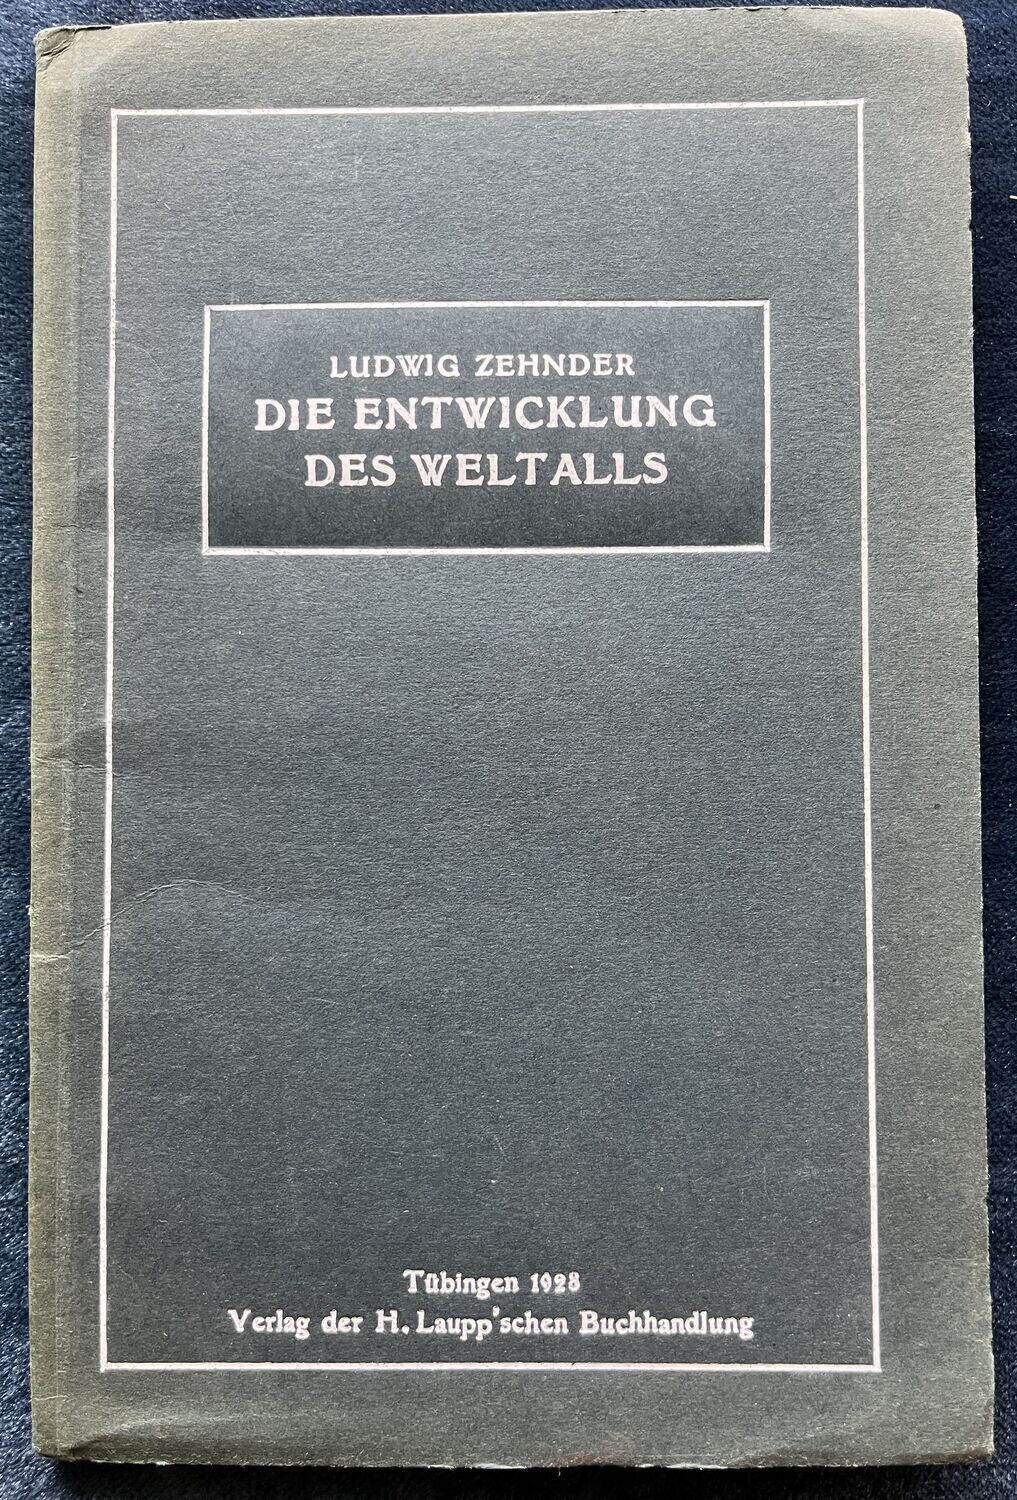 LUDWIG ZEHNDER
DIE ENTWICKLUNG
DES WELTALLS
Tübingen 1928
Verlag der H. Laupp'schen Buchhandlung